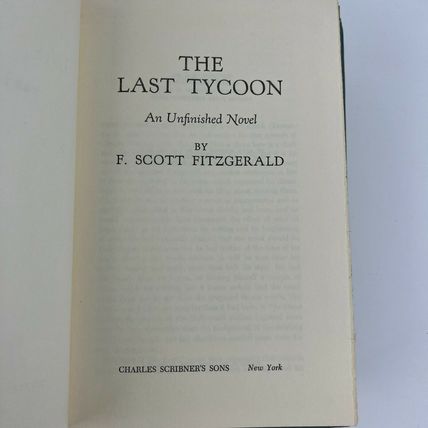 THE
LAST TYCOON
An Unfinished Novel
BY
F. SCOTT FITZGERALD
CHARLES SCRIBNER'S SONS New York